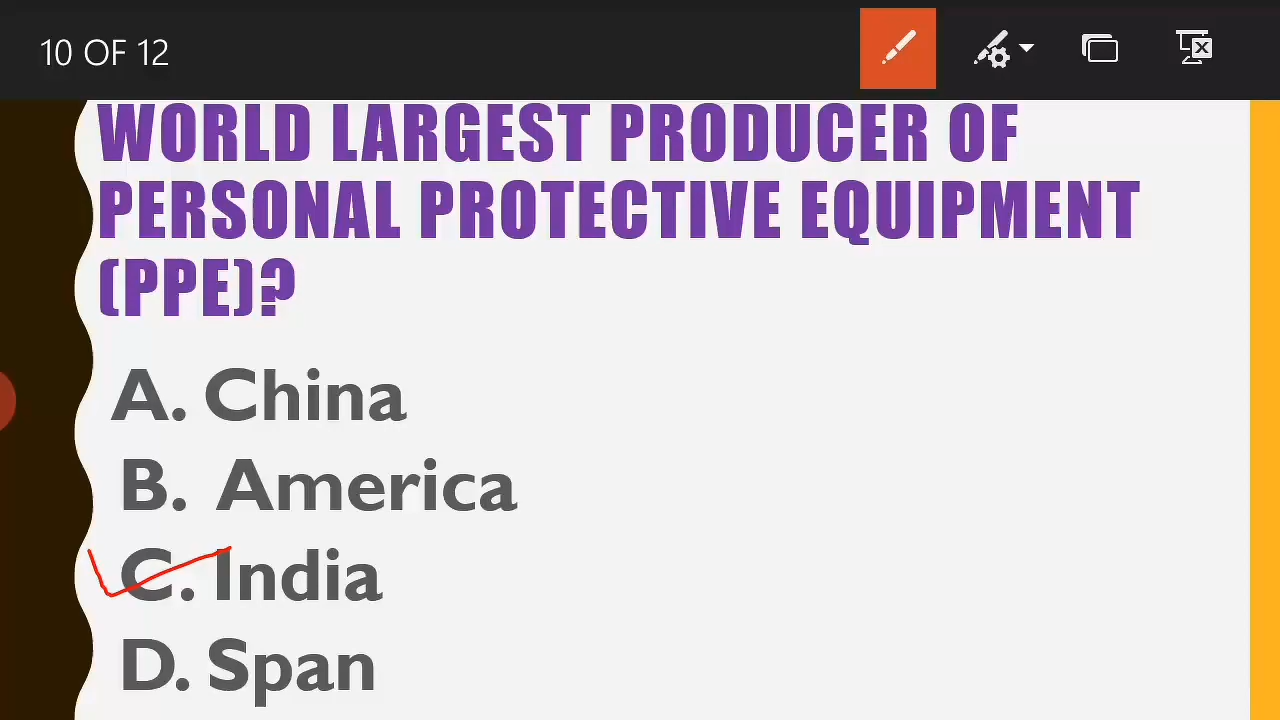 10 OF 12
WORLD LARGEST PRODUCER OF
PERSONAL PROTECTIVE EQUIPMENT
(PPE)?
A. China
B. America
C. India
D. Span